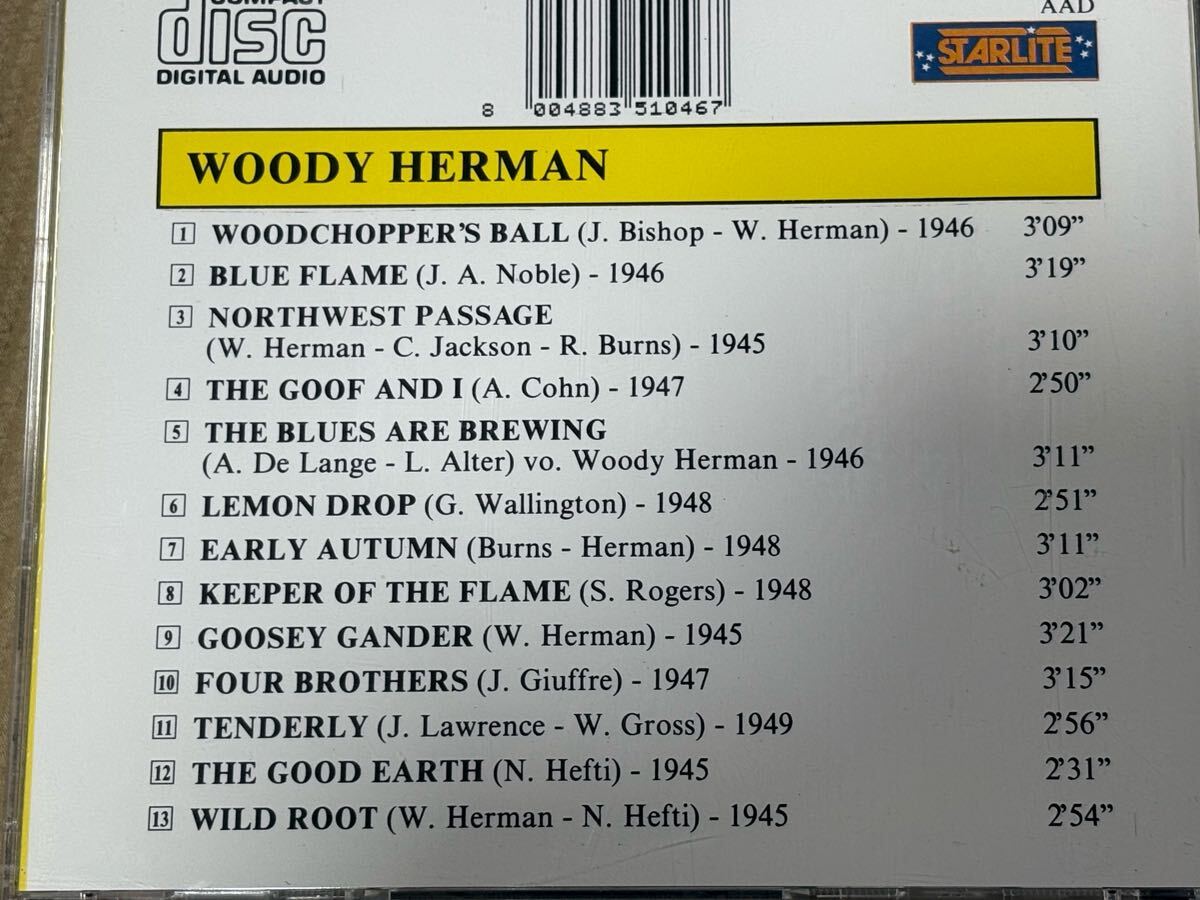 COMPACT
disc
DIGITAL AUDIO
8 004883 510467
AAD
STARLITE
WOODY HERMAN
1 WOODCHOPPER'S BALL (J. Bishop - W. Herman) - 1946 3'09”
2 BLUE FLAME (J. A. Noble) - 1946 3'19”
3 NORTHWEST PASSAGE
(W. Herman - C. Jackson - R. Burns) - 1945 3'10”
4 THE GOOF AND I (A. Cohn) - 1947 2'50”
5 THE BLUES ARE BREWING
(A. De Lange - L. Alter) vo. Woody Herman - 1946 3'11”
6 LEMON DROP (G. Wallington) - 1948 2'51”
7 EARLY AUTUMN (Burns - Herman) - 1948 3'11”
8 KEEPER OF THE FLAME (S. Rogers) - 1948 3'02”
9 GOOSEY GANDER (W. Herman) - 1945 3'21”
10 FOUR BROTHERS (J. Giuffre) - 1947 3'15”
11 TENDERLY (J. Lawrence - W. Gross) - 1949 2'56”
12 THE GOOD EARTH (N. Hefti) - 1945 2'31”
13 WILD ROOT (W. Herman - N. Hefti) - 1945 2'54”